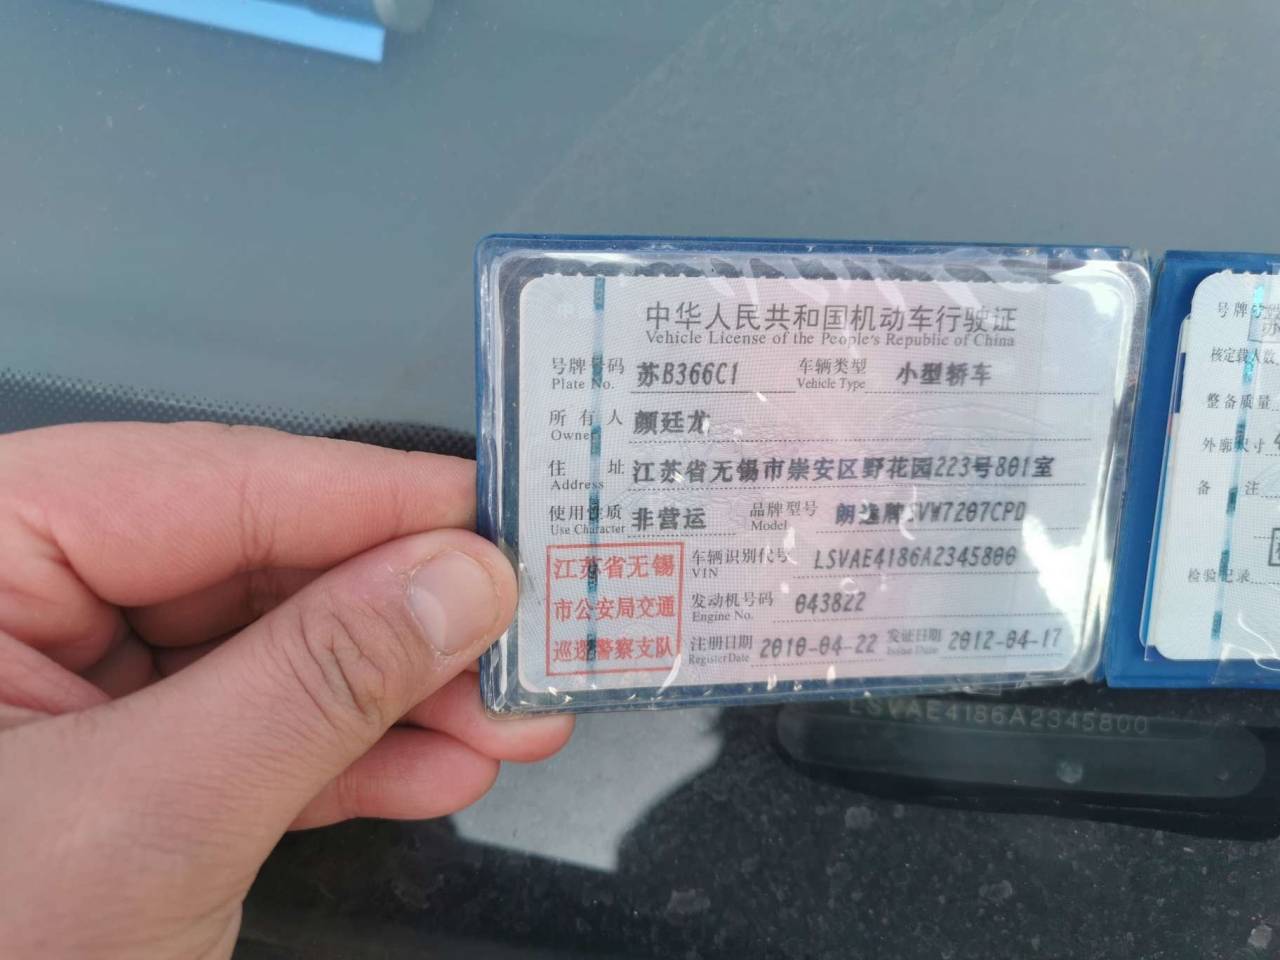 中华人民共和国机动车行驶证
Vehicle License of the People's Republic of China
号牌号码 苏B366C1 车辆类型 小型轿车
Plate No. Vehicle Type
所有人 颜廷龙
Owner
住址 江苏省无锡市崇安区野花园223号801室
Address
使用性质 非营运 品牌型号 朗逸牌SVW7207CPD
Use Character Model
江苏省无锡
市公安局交通
巡逻警察支队
车辆识别代号 LSVAE4186A2345800
VIN
发动机号码 043822
Engine No.
注册日期 2010-04-22 发证日期 2012-04-17
Register Date Issue Date
号牌
核定载人数
整备质量
外廓尺寸
备注
检验记录
LSVAE4186A2345800